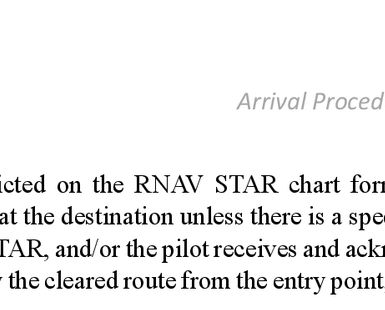 Arrival Proced
icted on the RNAV STAR chart form
at the destination unless there is a spec
TAR, and/or the pilot receives and ackn
the cleared route from the entry point,